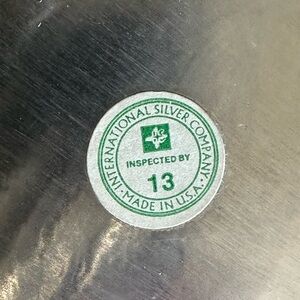 INTERNATIONAL SILVER COMPANY
INSPECTED BY
13
· MADE IN U.S.A. ·